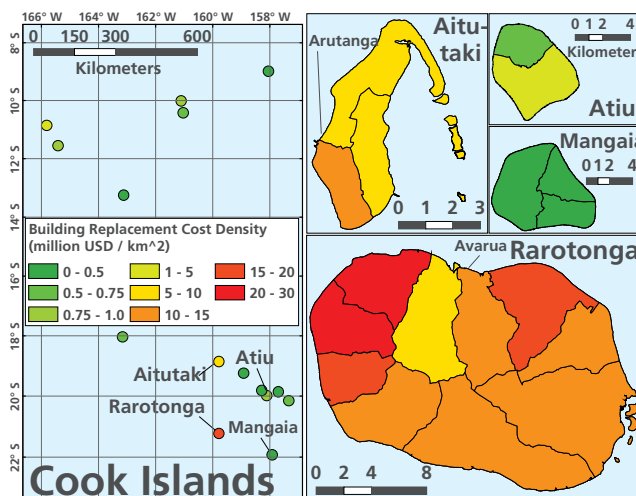 166°W 164°W 162°W 160°W 158°W
8°S
10°S
12°S
14°S
16°S
18°S
20°S
22°S
0 150 300 600
Kilometers
Building Replacement Cost Density
(million USD / km^2)
0 - 0.5
0.5 - 0.75
0.75 - 1.0
1 - 5
5 - 10
10 - 15
15 - 20
20 - 30
Atiu
Aitutaki
Rarotonga
Mangaia
Cook Islands
Aitu-
taki
Arutanga
0 1 2 3
0 1 2 4
Kilometers
Atiu
Mangaia
0 1 2 4
Avarua
Rarotonga
0 2 4 8